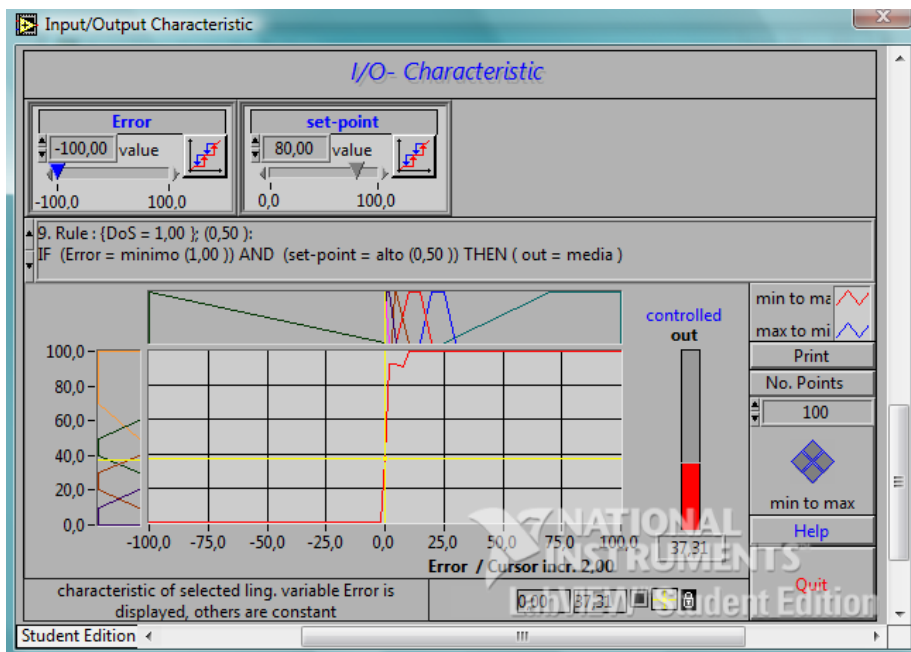 Input/Output Characteristic
I/O- Characteristic
Error
-100,00 value
-100,0 100,0
set-point
80,00 value
0,0 100,0
9. Rule : {DoS = 1,00 }; (0,50 ):
IF (Error = minimo (1,00 )) AND (set-point = alto (0,50 )) THEN ( out = media )
min to ma
max to mi
Print
No. Points
100
min to max
Help
Quit
controlled
out
37,31
100,0
80,0
60,0
40,0
20,0
0,0
-100,0 -75,0 -50,0 -25,0 0,0 25,0 50,0 75,0 100,0
Error / Cursor incr. 2,00
characteristic of selected ling. variable Error is
displayed, others are constant
0,00 37,31
NATIONAL
INSTRUMENTS
LabVIEW Student Edition
Student Edition